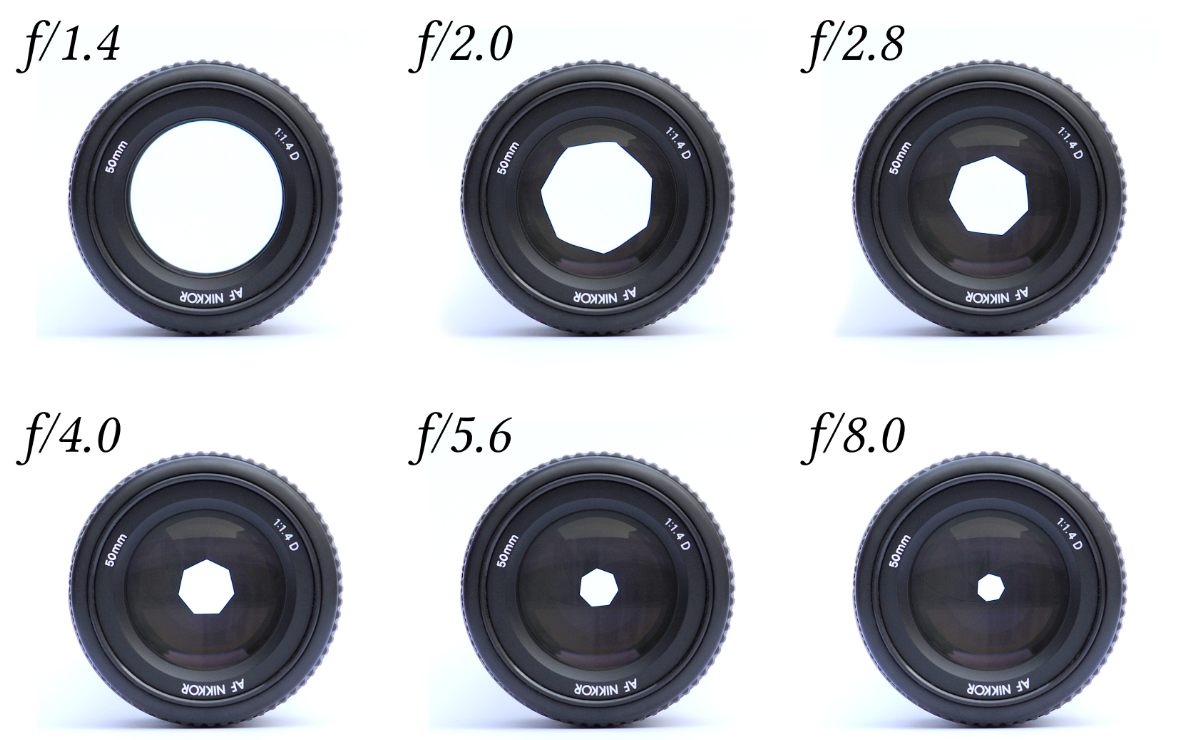 f/1.4
f/2.0
f/2.8
50mm
1:1.4 D
AF NIKKOR
50mm
1:1.4 D
AF NIKKOR
50mm
1:1.4 D
AF NIKKOR
f/4.0
f/5.6
f/8.0
50mm
1:1.4 D
AF NIKKOR
50mm
1:1.4 D
AF NIKKOR
50mm
1:1.4 D
AF NIKKOR